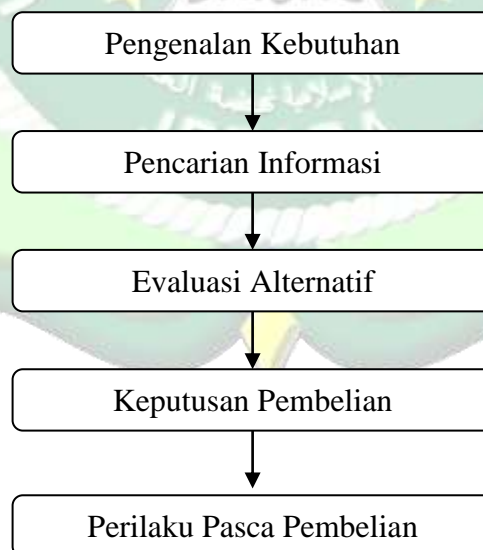 Pengenalan Kebutuhan
Pencarian Informasi
Evaluasi Alternatif
Keputusan Pembelian
Perilaku Pasca Pembelian